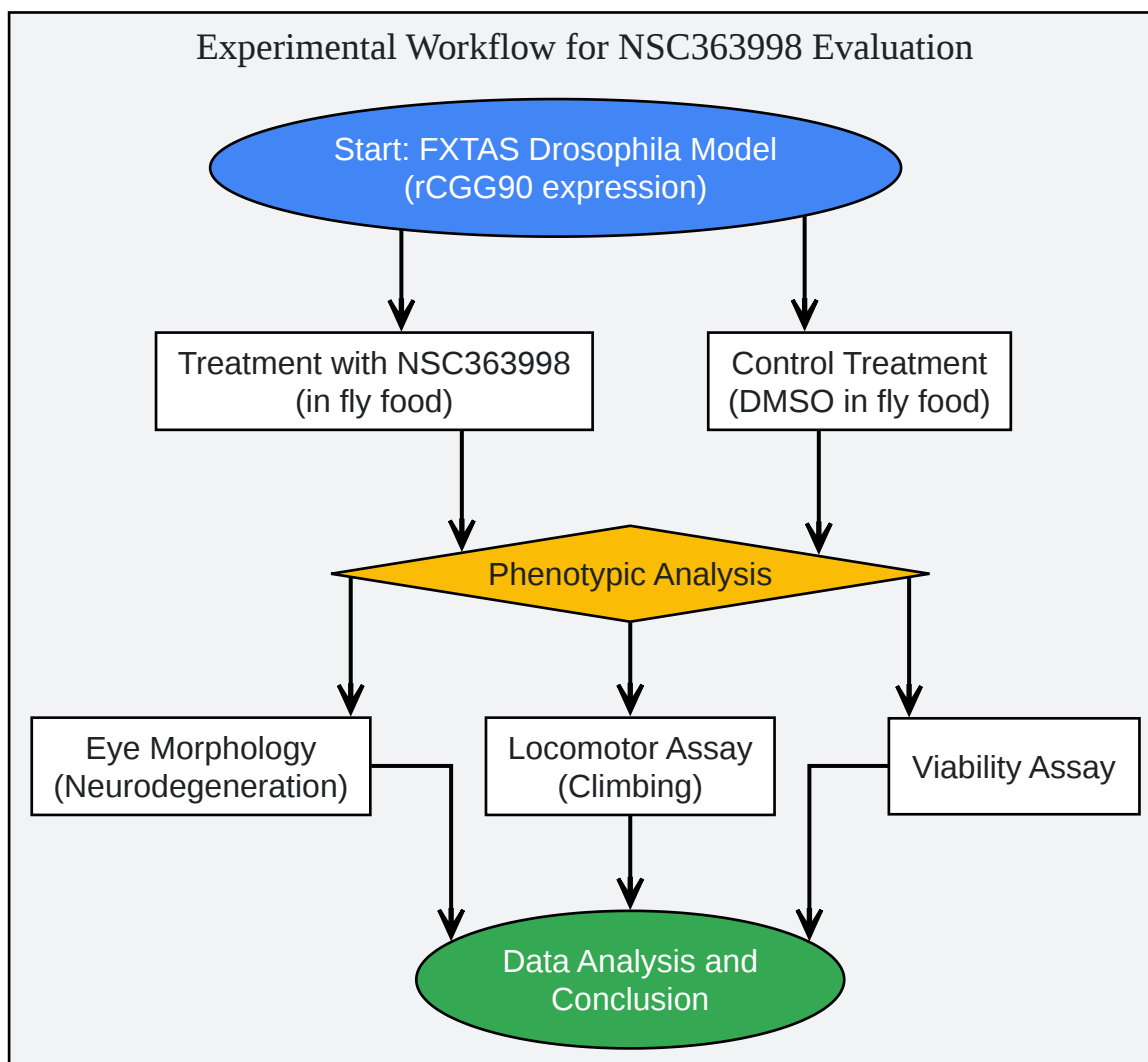 Experimental Workflow for NSC363998 Evaluation
Start: FXTAS Drosophila Model
(rCGG90 expression)
Treatment with NSC363998
(in fly food)
Control Treatment
(DMSO in fly food)
Phenotypic Analysis
Eye Morphology
(Neurodegeneration)
Locomotor Assay
(Climbing)
Viability Assay
Data Analysis and
Conclusion